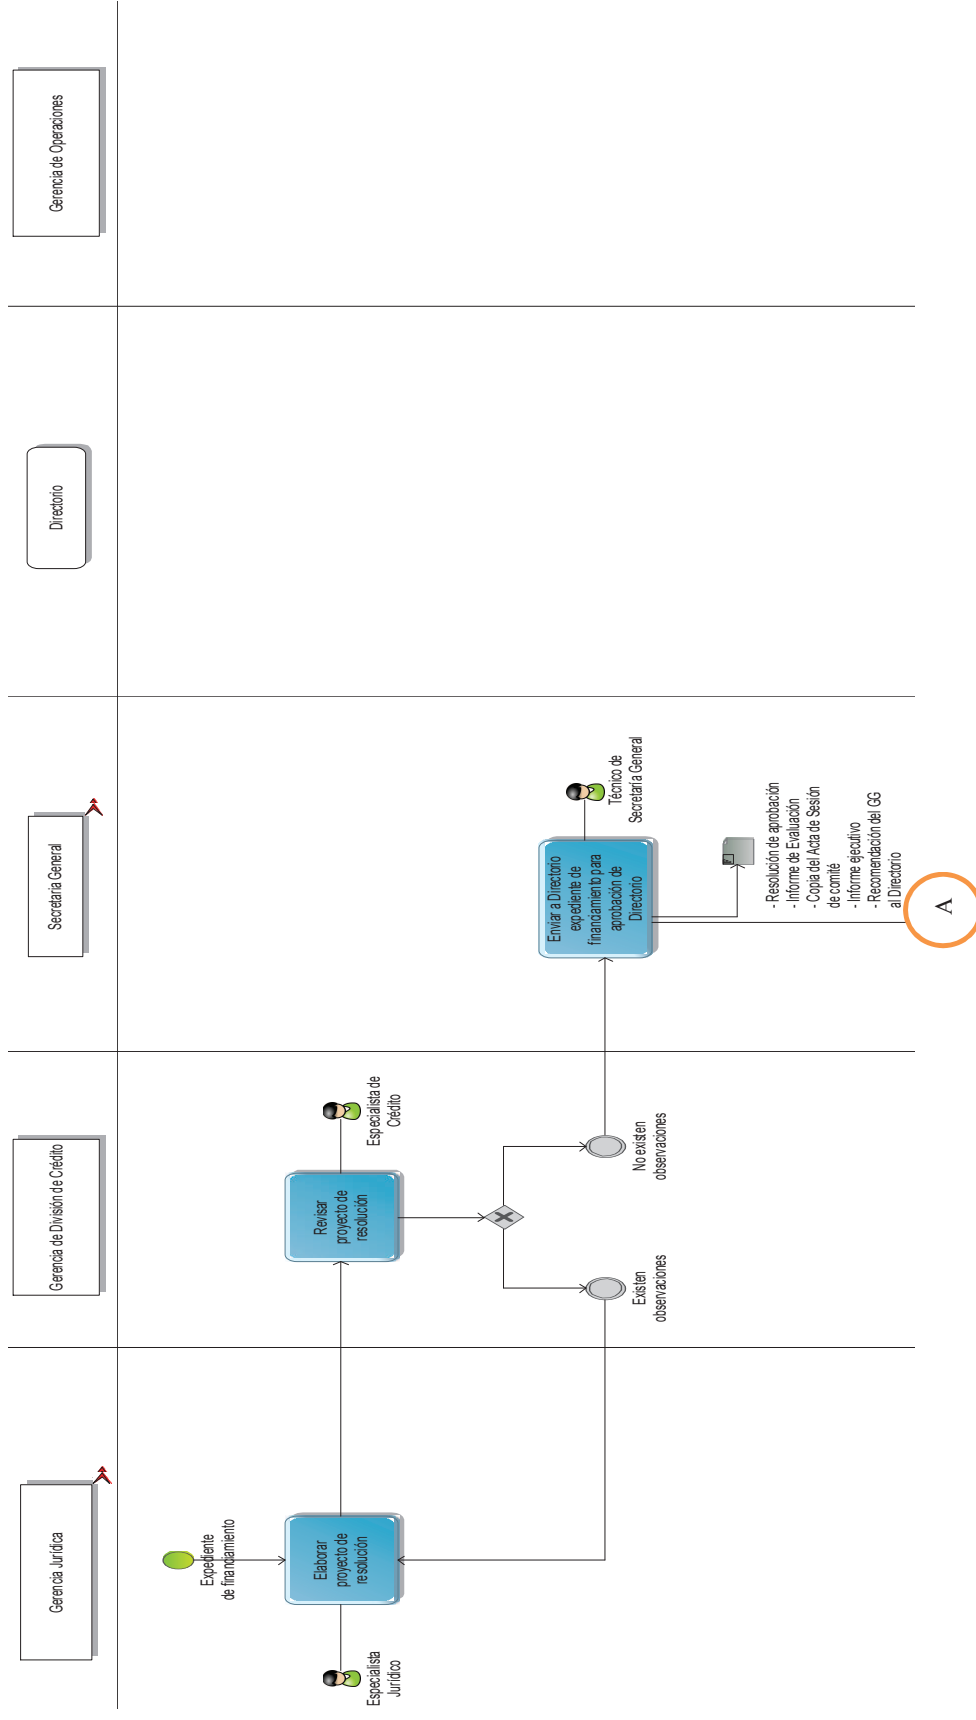 Gerencia Jurídica
Gerencia de División de Crédito
Secretaría General
Directorio
Gerencia de Operaciones
Expediente
de financiamiento
Elaborar
proyecto de
resolución
Especialista
Jurídico
Revisar
proyecto de
resolución
Especialista de
Crédito
Existen
observaciones
No existen
observaciones
Enviar a Directorio
expediente de
financiamiento para
aprobación de
Directorio
Técnico de
Secretaría General
- Resolución de aprobación
- Informe de Evaluación
- Copia del Acta de Sesión
de comité
- Informe ejecutivo
- Recomendación del GG
al Directorio
A